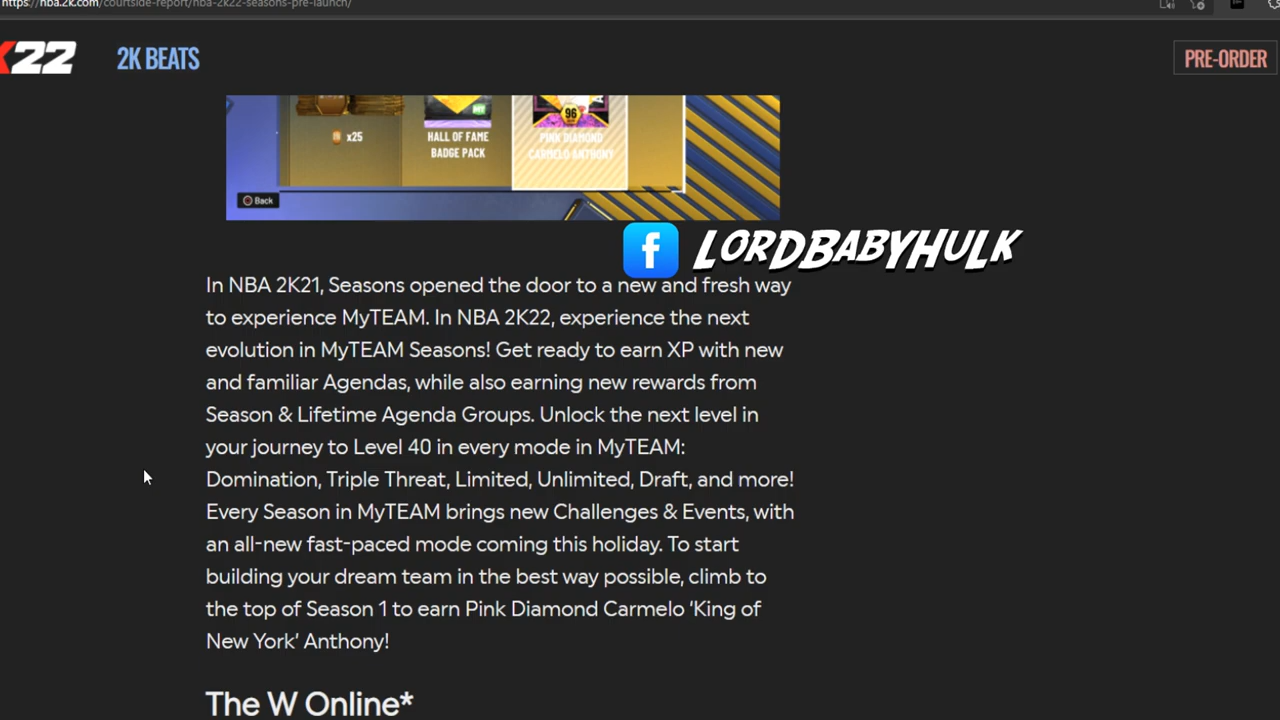 https://nba.2k.com/courtside-report/nba-2k22-seasons-pre-launch/
K22
2K BEATS
PRE-ORDER
x25
HALL OF FAME
BADGE PACK
96
PINK DIAMOND
CARMELO ANTHONY
Back
LORDBABYHULK
In NBA 2K21, Seasons opened the door to a new and fresh way
to experience MyTEAM. In NBA 2K22, experience the next
evolution in MyTEAM Seasons! Get ready to earn XP with new
and familiar Agendas, while also earning new rewards from
Season & Lifetime Agenda Groups. Unlock the next level in
your journey to Level 40 in every mode in MyTEAM:
Domination, Triple Threat, Limited, Unlimited, Draft, and more!
Every Season in MyTEAM brings new Challenges & Events, with
an all-new fast-paced mode coming this holiday. To start
building your dream team in the best way possible, climb to
the top of Season 1 to earn Pink Diamond Carmelo ‘King of
New York’ Anthony!
The W Online*